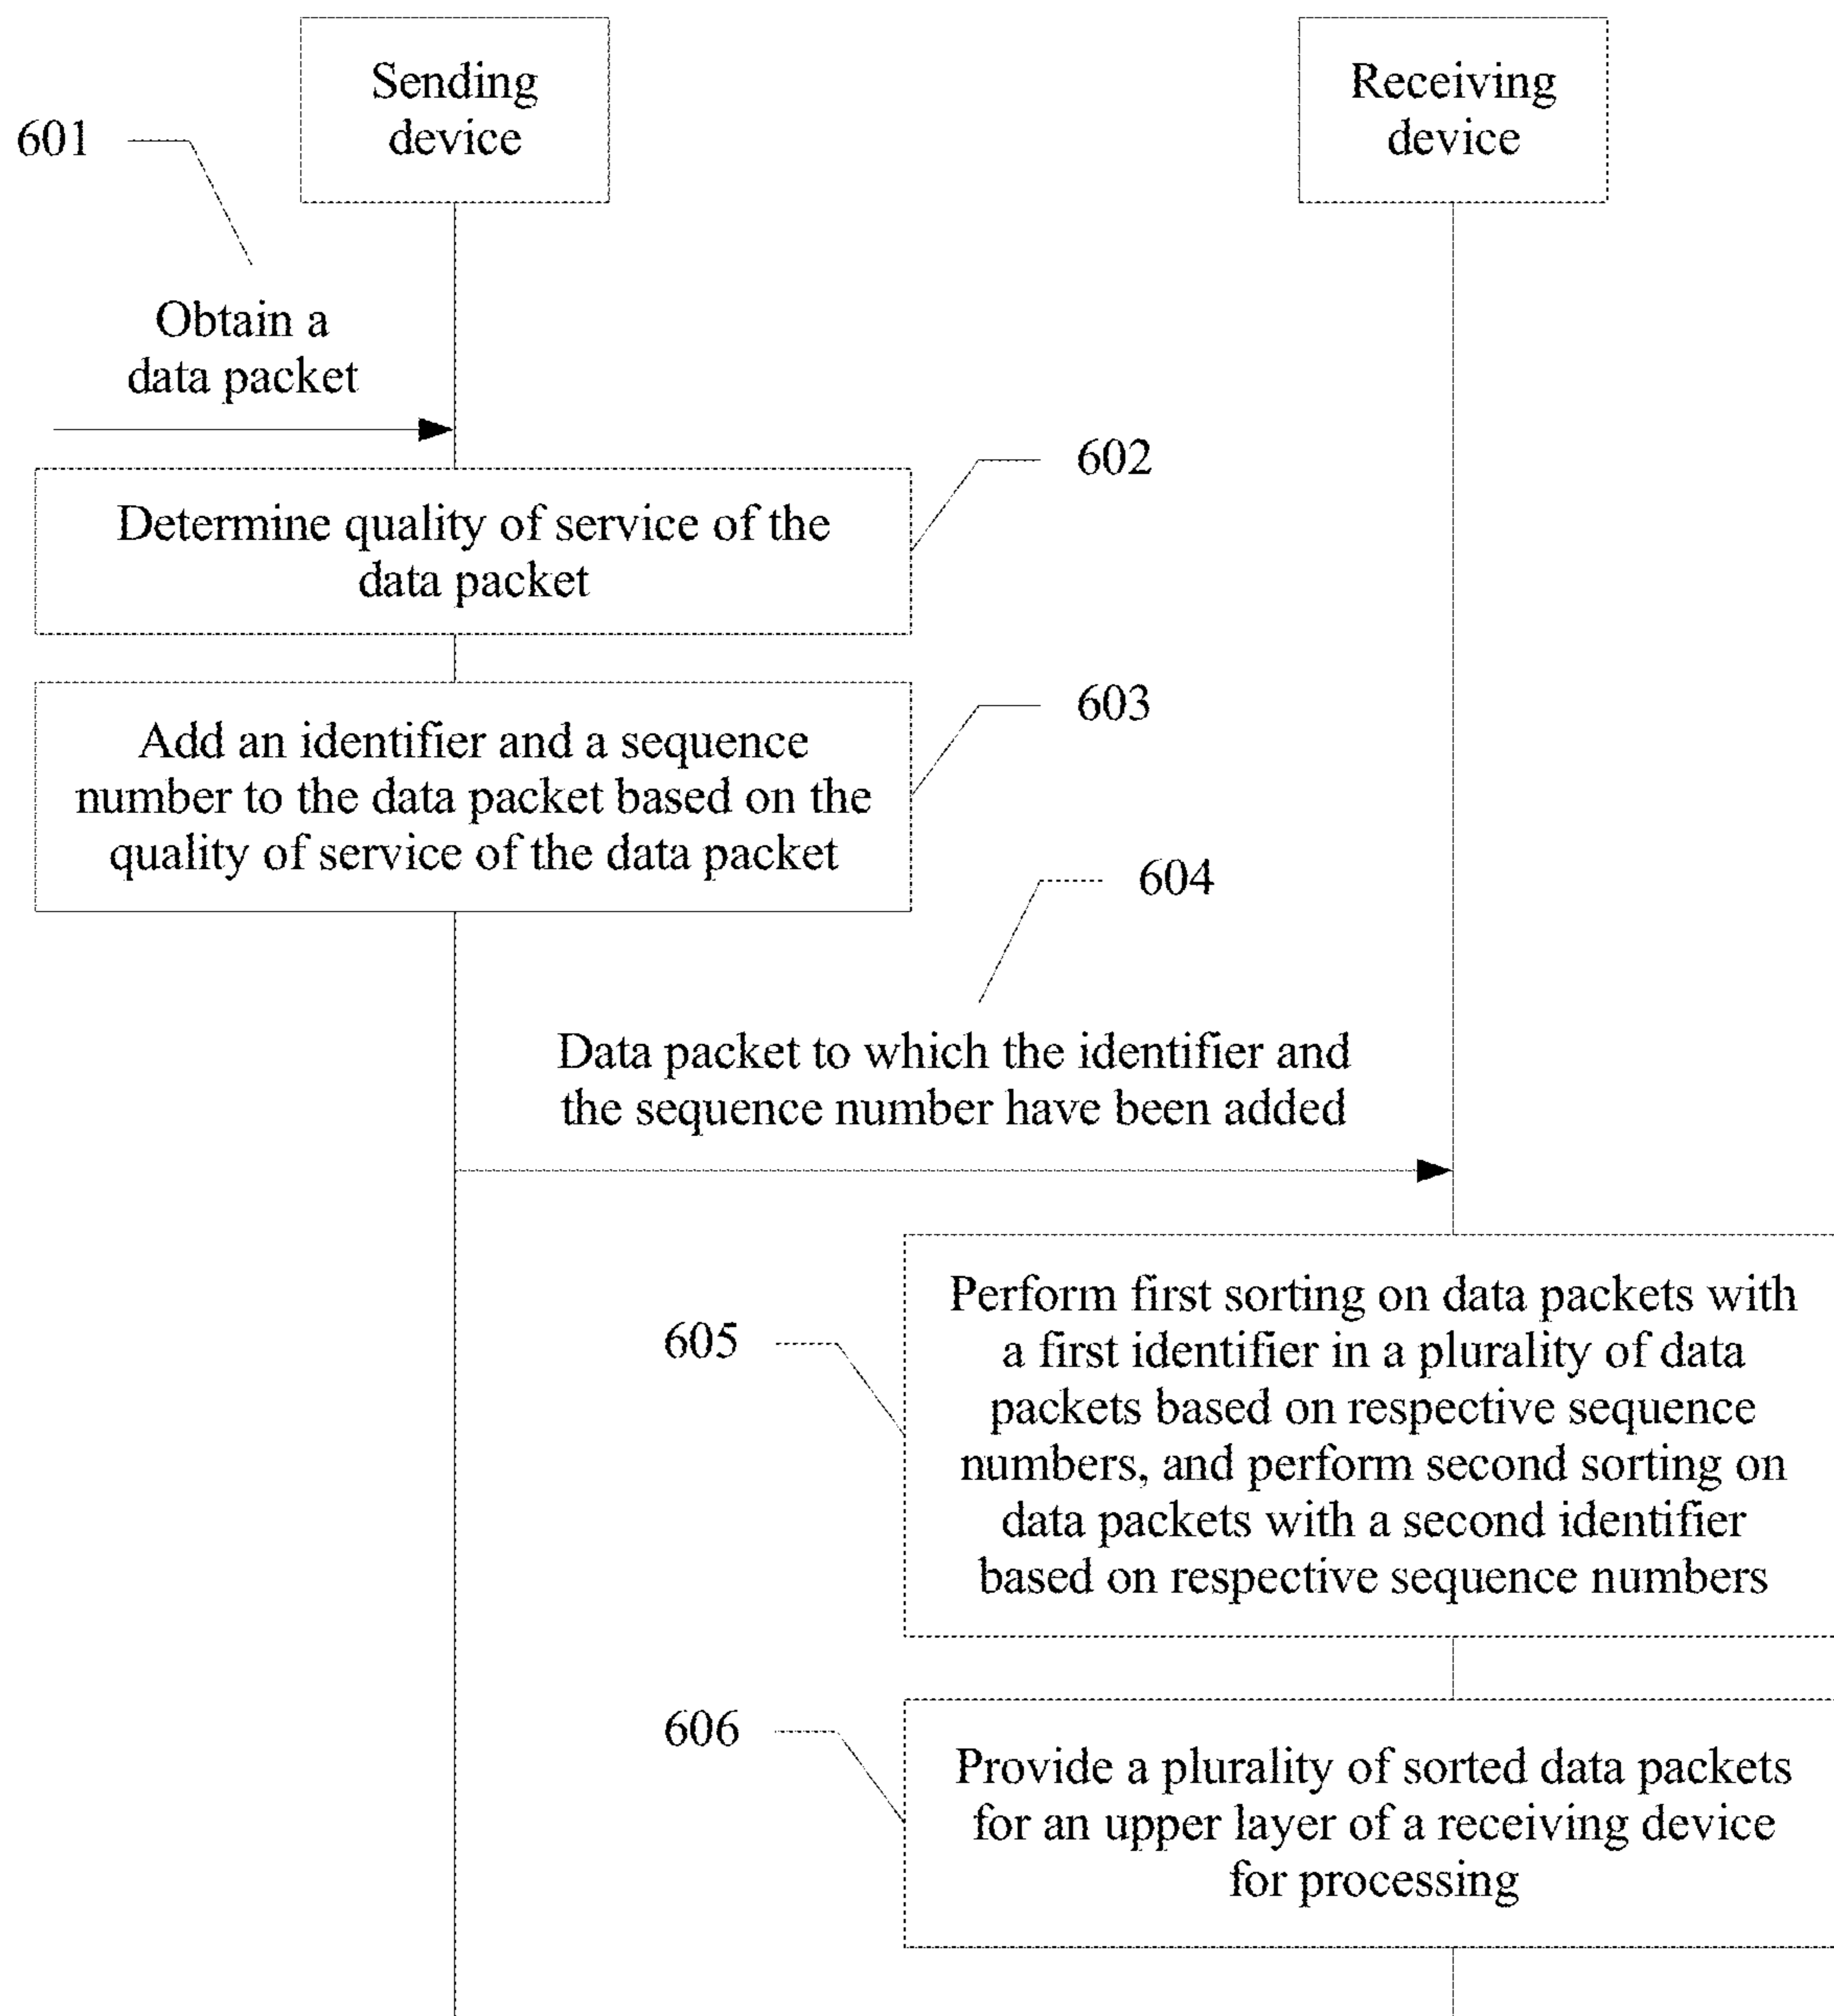 Sending
device
Receiving
device
601
Obtain a
data packet
602
Determine quality of service of the
data packet
603
Add an identifier and a sequence
number to the data packet based on the
quality of service of the data packet
604
Data packet to which the identifier and
the sequence number have been added
605
Perform first sorting on data packets with
a first identifier in a plurality of data
packets based on respective sequence
numbers, and perform second sorting on
data packets with a second identifier
based on respective sequence numbers
606
Provide a plurality of sorted data packets
for an upper layer of a receiving device
for processing